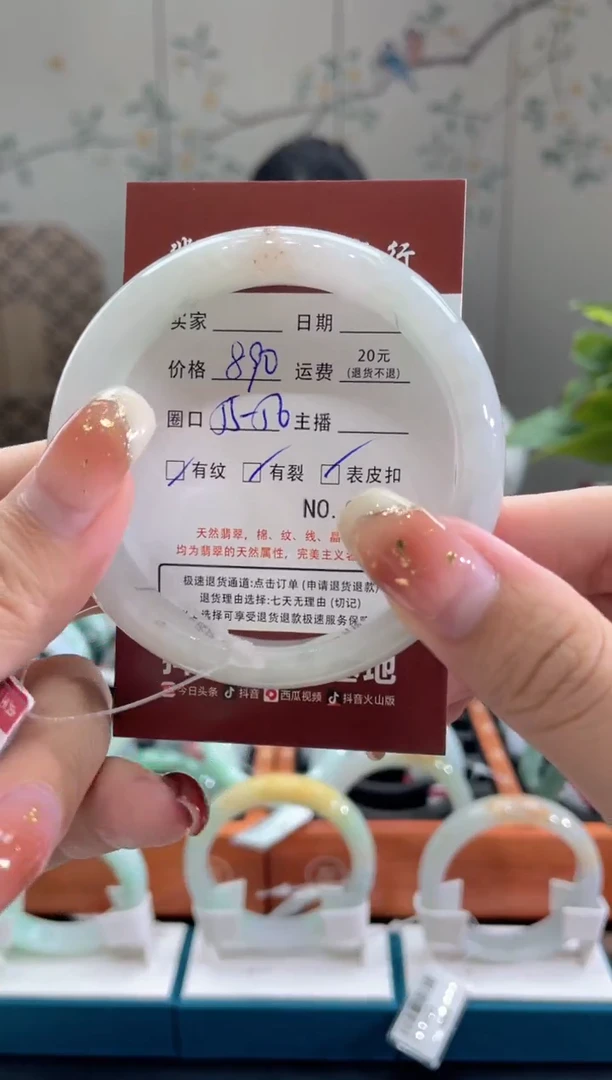 行
买家 日期
价格 890 运费 20元
(退货不退)
圈口 55-56 主播
有纹 有裂 表皮扣
NO.
天然翡翠，棉、纹、线、晶
均为翡翠的天然属性，完美主义
极速退货通道:点击订单 (申请退货退款)
退货理由选择:七天无理由 (切记)
选择可享受退货退款极速服务保
地
今日头条 抖音 西瓜视频 抖音火山版